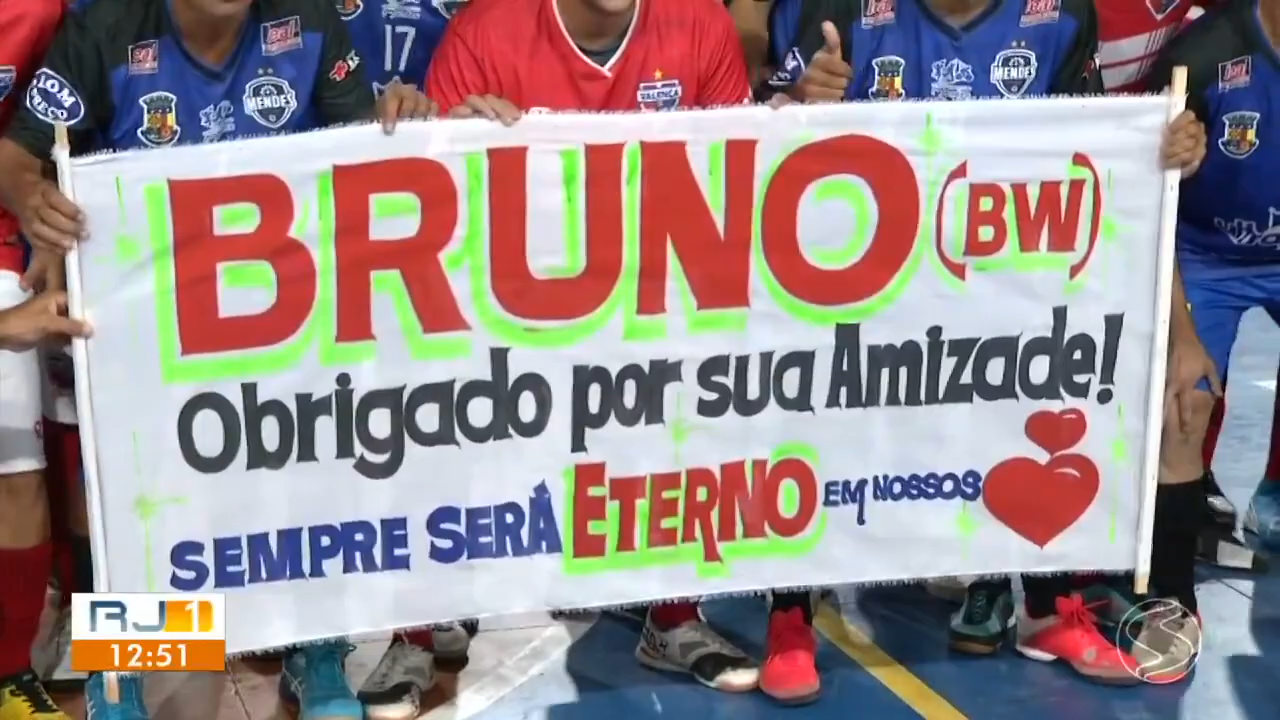 17
MENDES
VALENÇA
MENDES
BRUNO (BW)
Obrigado por sua Amizade!
SEMPRE SERÁ ETERNO EM NOSSOS
RJ1
12:51